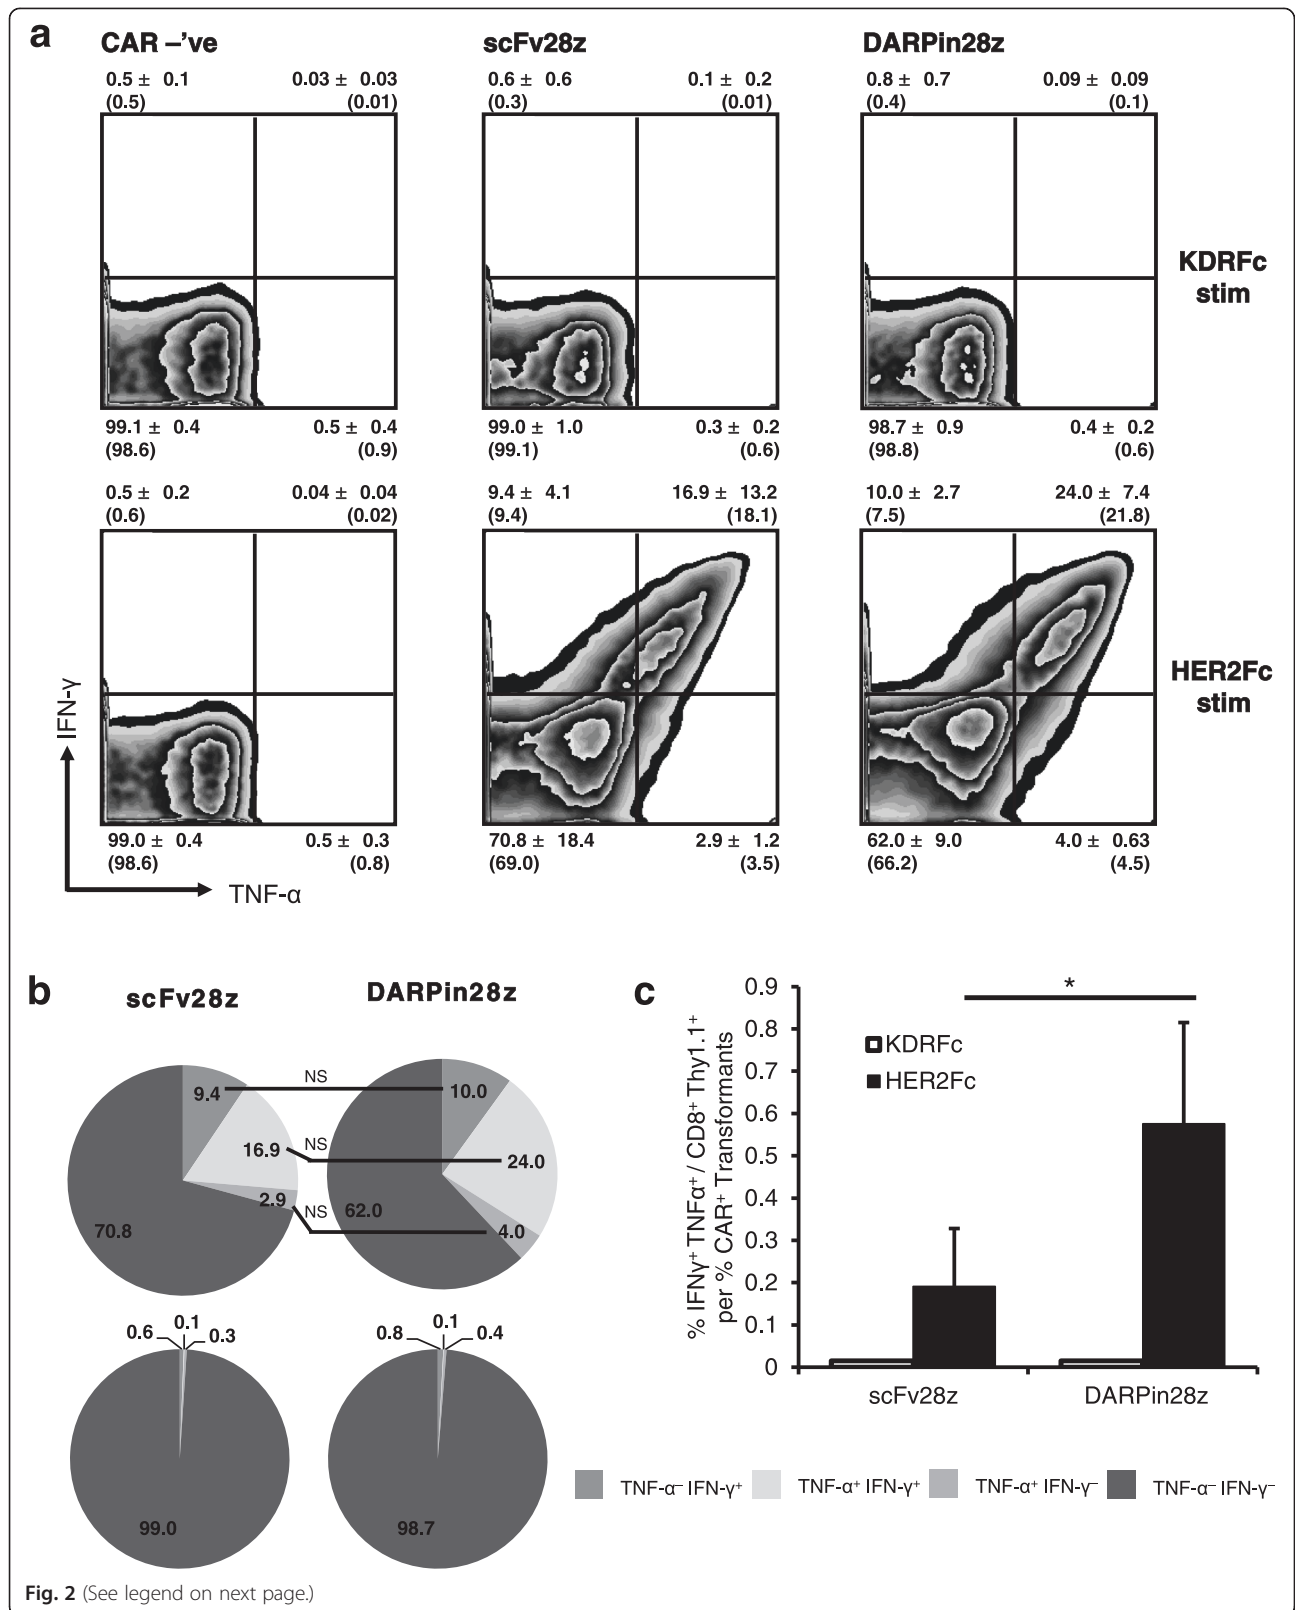 a
CAR –'ve
scFv28z
DARPin28z
0.5 ± 0.1
0.03 ± 0.03
0.6 ± 0.6
0.1 ± 0.2
0.8 ± 0.7
0.09 ± 0.09
(0.5)
(0.01)
(0.3)
(0.01)
(0.4)
(0.1)
KDRFc
stim
99.1 ± 0.4
0.5 ± 0.4
99.0 ± 1.0
0.3 ± 0.2
98.7 ± 0.9
0.4 ± 0.2
(98.6)
(0.9)
(99.1)
(0.6)
(98.8)
(0.6)
0.5 ± 0.2
0.04 ± 0.04
9.4 ± 4.1
16.9 ± 13.2
10.0 ± 2.7
24.0 ± 7.4
(0.6)
(0.02)
(9.4)
(18.1)
(7.5)
(21.8)
HER2Fc
stim
IFN-γ
99.0 ± 0.4
0.5 ± 0.3
70.8 ± 18.4
2.9 ± 1.2
62.0 ± 9.0
4.0 ± 0.63
(98.6)
(0.8)
(69.0)
(3.5)
(66.2)
(4.5)
TNF-α
b
scFv28z
DARPin28z
NS
9.4
10.0
NS
16.9
24.0
NS
2.9
62.0
4.0
70.8
0.6
0.1
0.3
0.8
0.1
0.4
99.0
98.7
c
% IFNγ⁺ TNFα⁺ / CD8⁺ Thy1.1⁺
per % CAR⁺ Transformants
0.9
0.8
0.7
0.6
0.5
0.4
0.3
0.2
0.1
0
*
KDRFc
HER2Fc
scFv28z
DARPin28z
TNF-α⁻ IFN-γ⁺
TNF-α⁺ IFN-γ⁺
TNF-α⁺ IFN-γ⁻
TNF-α⁻ IFN-γ⁻
Fig. 2 (See legend on next page.)